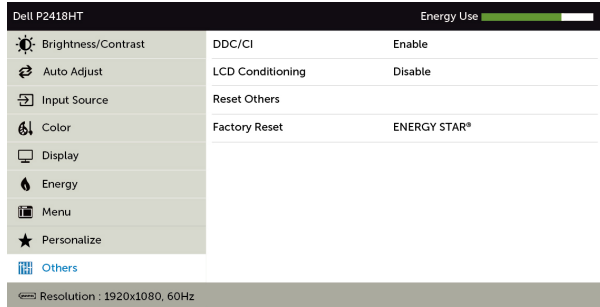 Dell P2418HT Energy Use
Brightness/Contrast DDC/CI Enable
Auto Adjust LCD Conditioning Disable
Input Source Reset Others
Color Factory Reset ENERGY STAR®
Display
Energy
Menu
Personalize
Others
Resolution : 1920x1080, 60Hz